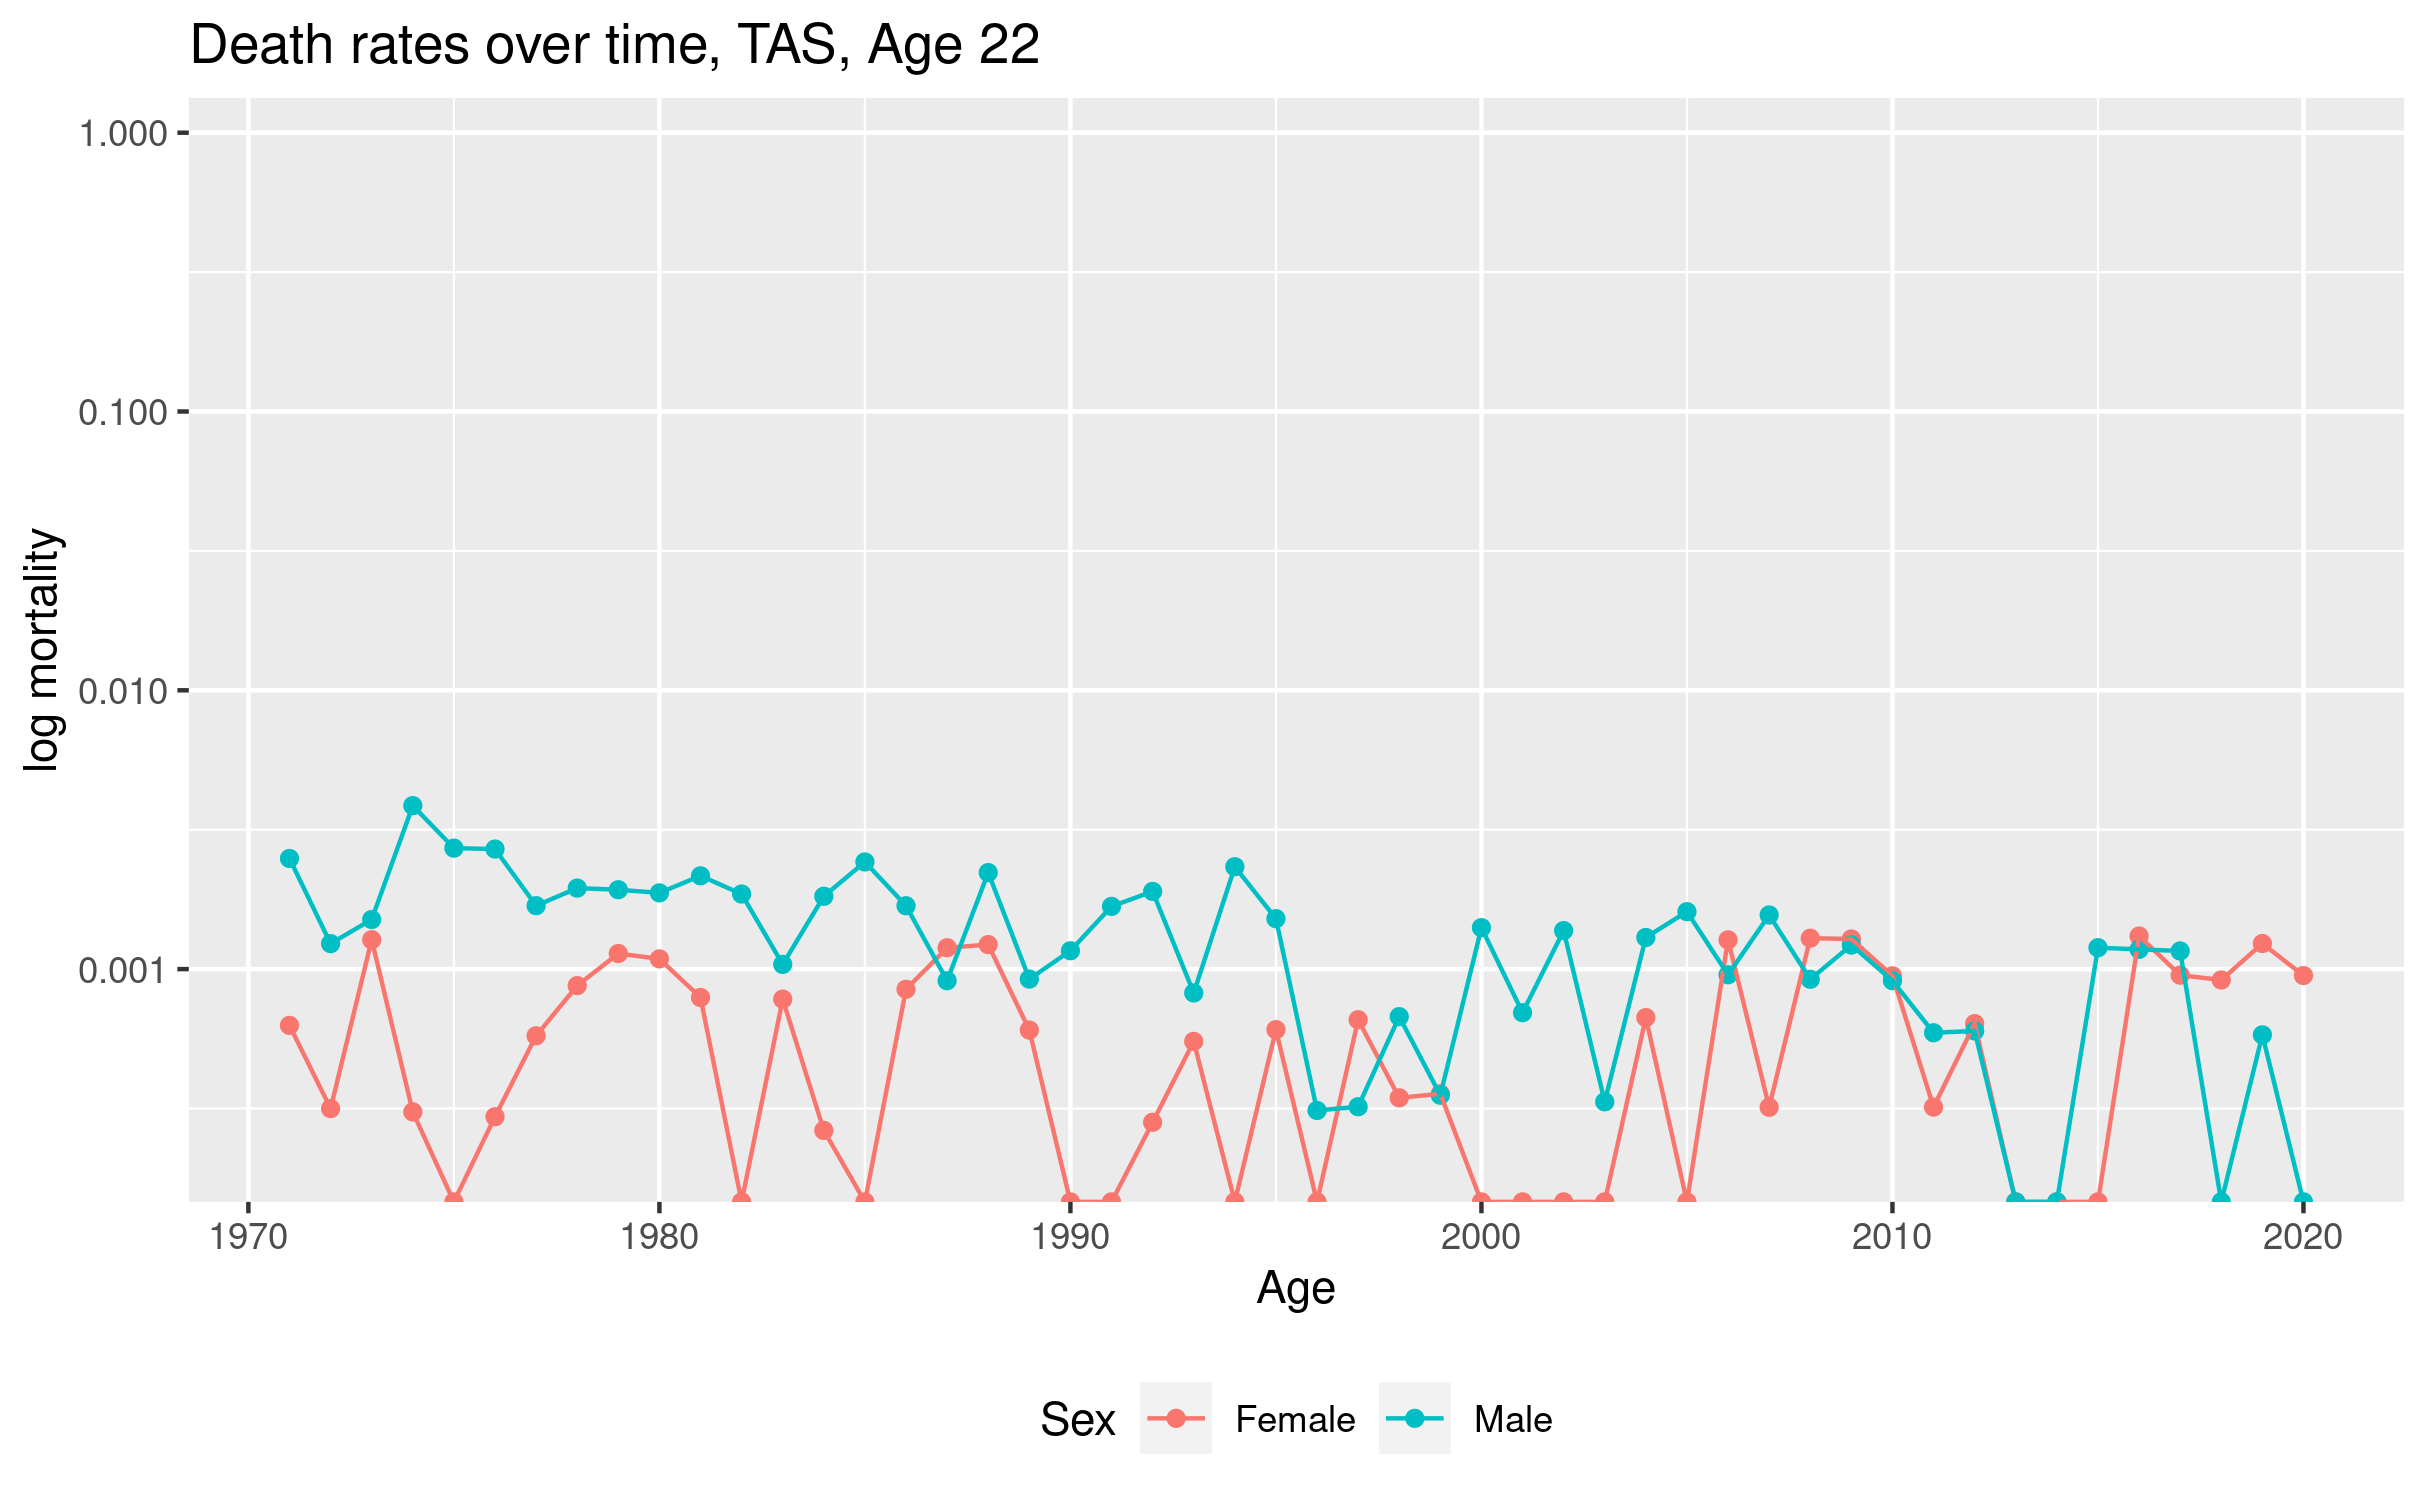 Death rates over time, TAS, Age 22
1.000
0.100
0.010
0.001
log mortality
1970 1980 1990 2000 2010 2020
Age
Sex Female Male